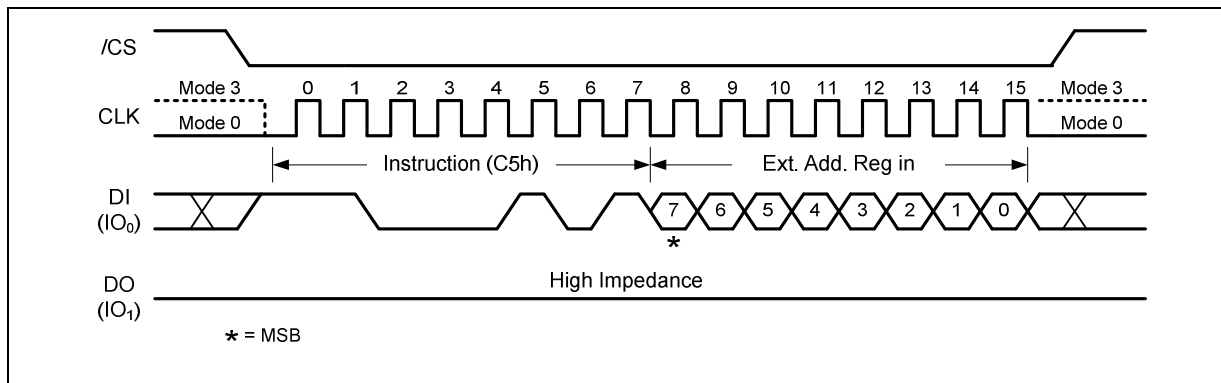 /CS
Mode 3 0 1 2 3 4 5 6 7 8 9 10 11 12 13 14 15 Mode 3
CLK Mode 0 Mode 0
Instruction (C5h) Ext. Add. Reg in
DI
(IO₀)
7 6 5 4 3 2 1 0
*
High Impedance
DO
(IO₁)
* = MSB